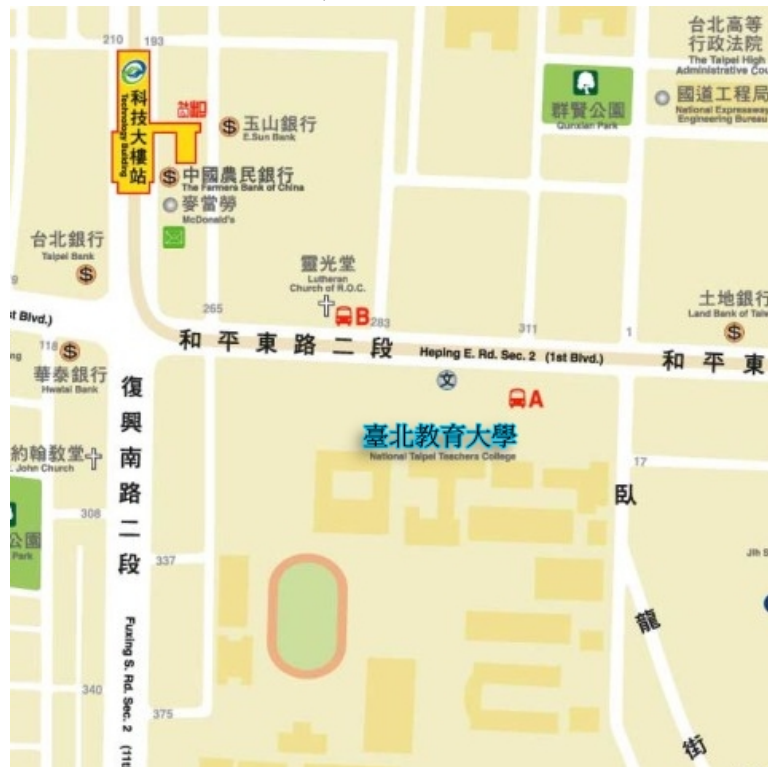 210
193
台北高等
行政法院
The Taipei High
Administrative Cou
科技大樓站
Technology Building
出口
玉山銀行
E.Sun Bank
群賢公園
Qunxian Park
國道工程局
National Expressway
Engineering Bureau
中國農民銀行
The Farmers Bank of China
麥當勞
McDonald's
台北銀行
Taipei Bank
靈光堂
Lutheran
Church of R.O.C.
9
st Blvd.)
265
B
283
311
1
土地銀行
Land Bank of Taiw
和平東路二段
Heping E. Rd. Sec. 2 (1st Blvd.)
和平東
118
ng
華泰銀行
Hwatai Bank
文
A
復興南路二段
Fuxing S. Rd. Sec. 2 (11t
臺北教育大學
National Taipei Teachers College
約翰教堂
. John Church
17
臥龍街
308
公園
Park
337
Jih S
340
375